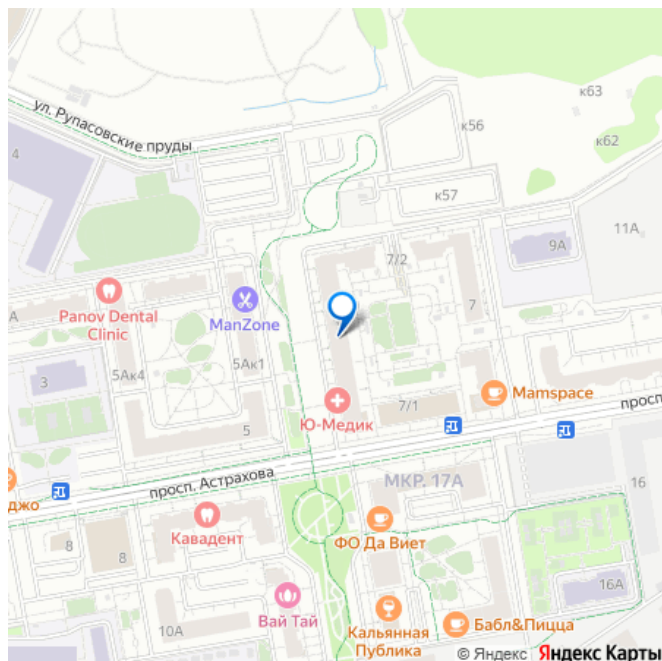 ул. Рупасовские пруды
к63
к56
к62
4
к57
11А
9А
7/2
Panov Dental
Clinic
ManZone
7
5Ак1
5Ак4
3
Mamspace
Ю-Медик
7/1
5
просп. Астрахова
МКР. 17А
16
джо
Кавадент
ФО Да Виет
8
8
16А
Вай Тай
10А
Кальянная
Публика
Бабл&Пицца
© Яндекс Яндекс Карты